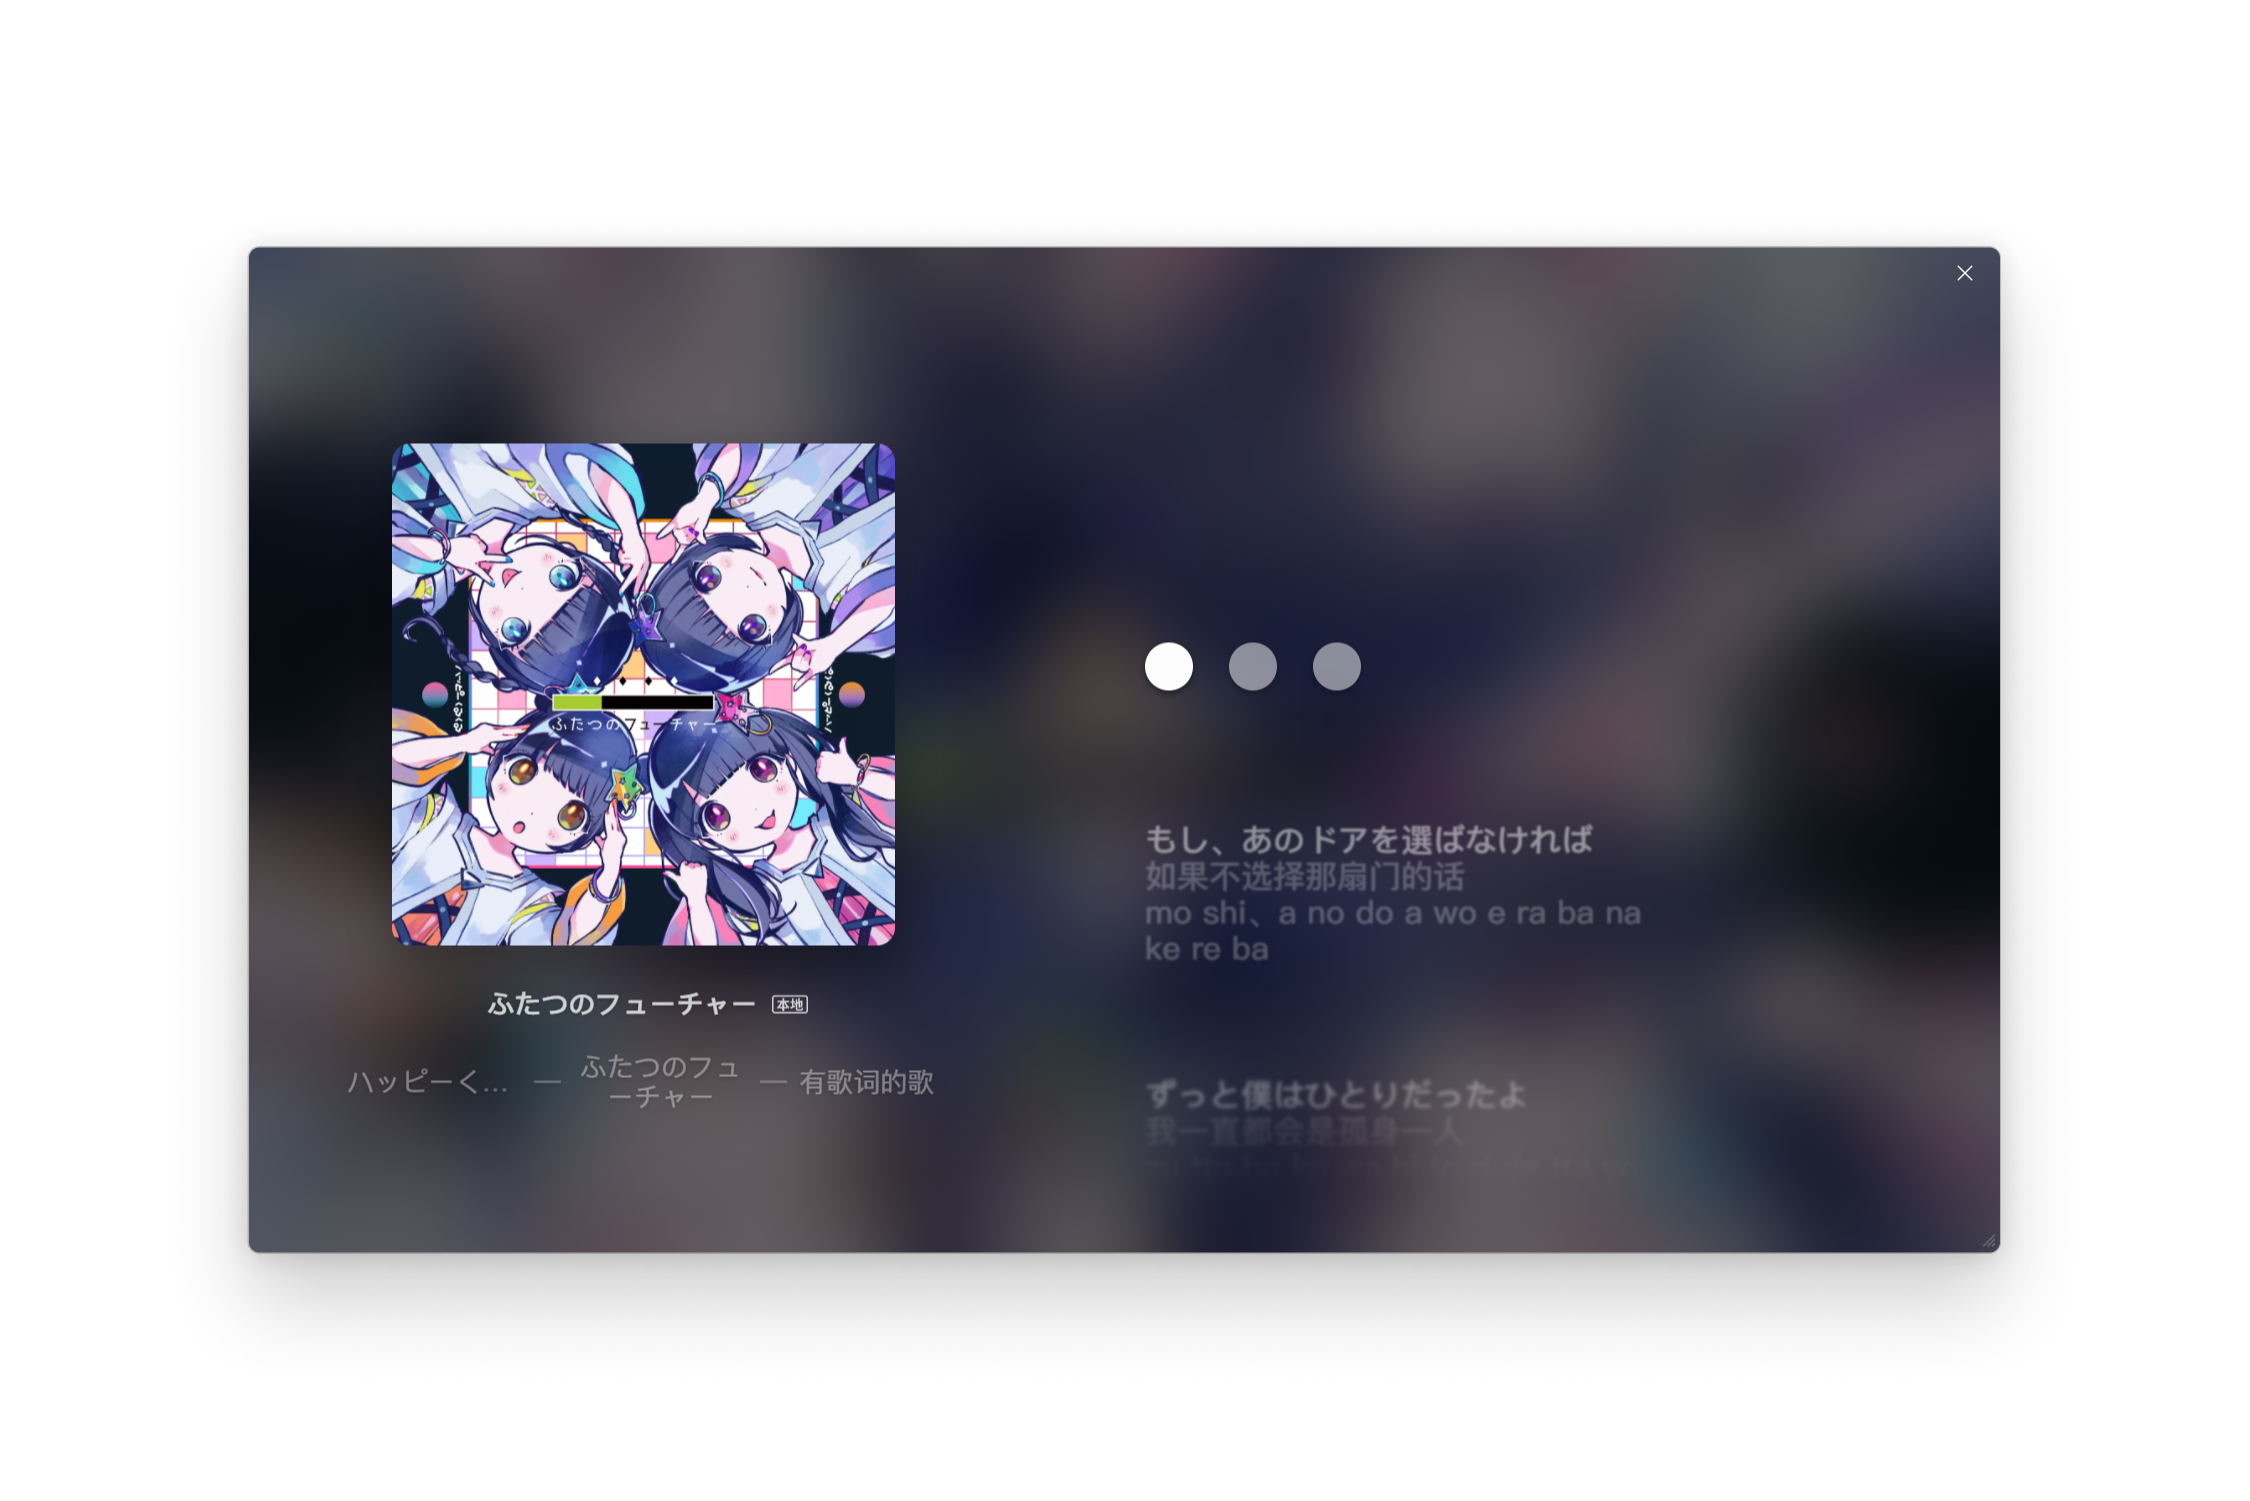 ふたつのフューチャー
ふたつのフューチャー 本地
ハッピーく… — ふたつのフューチャー — 有歌词的歌
もし、あのドアを選ばなければ
如果不选择那扇门的话
mo shi、a no do a wo e ra ba na
ke re ba
ずっと僕はひとりだったよ
我一直都会是孤身一人